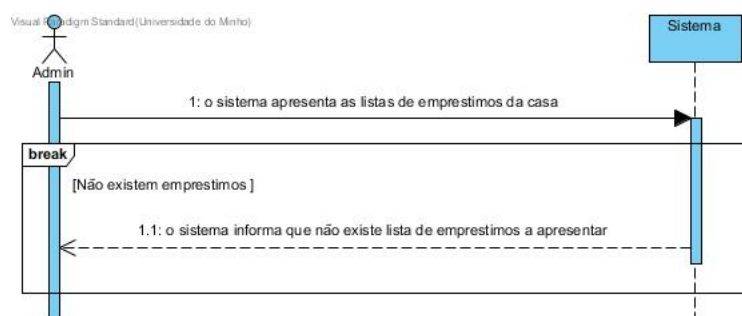 Visual Paradigm Standard(Universidade do Minho)
Sistema
Admin
1: o sistema apresenta as listas de emprestimos da casa
break
[Não existem emprestimos ]
1.1: o sistema informa que não existe lista de emprestimos a apresentar